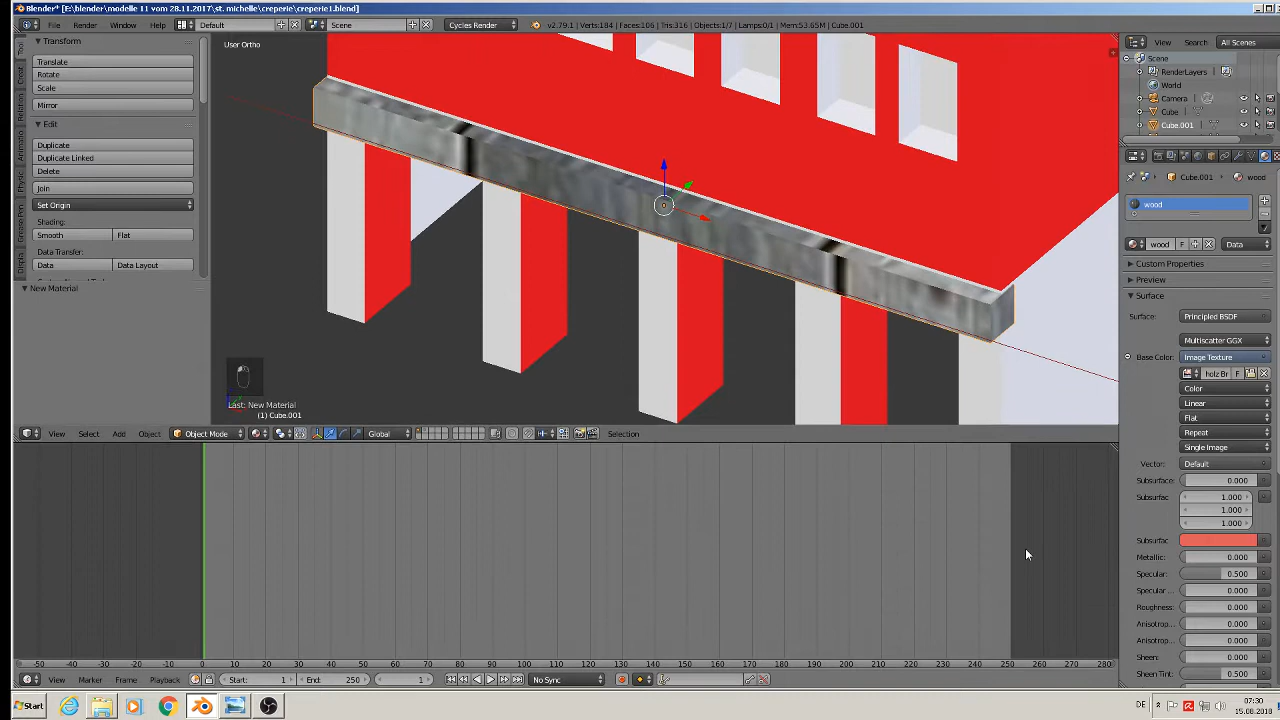 Blender* [E:\blender\modelle 11 vom 28.11.2017\st. michelle\creperie\creperie1.blend]
File Render Window Help Default Scene Cycles Render v2.79.1 | Verts:184 | Faces:106 | Tris:316 | Objects:1/7 | Lamps:0/1 | Mem:53.65M | Cube.001
View Search All Scenes
Transform
Translate
Rotate
Scale
Mirror
Edit
Duplicate
Duplicate Linked
Delete
Join
Set Origin
Shading:
Smooth Flat
Data Transfer:
Data Data Layout
New Material
User Ortho
Last: New Material
(1) Cube.001
View Select Add Object Object Mode Global Selection
Scene
RenderLayers
World
Camera
Cube
Cube.001
Cube.001 wood
wood
wood F Data
Custom Properties
Preview
Surface
Surface: Principled BSDF
Multiscatter GGX
Base Color: Image Texture
holz Br F
Color
Linear
Flat
Repeat
Single Image
Vector: Default
Subsurface: 0.000
Subsurfac 1.000
1.000
1.000
Subsurfac
Metallic: 0.000
Specular: 0.500
Specular ... 0.000
Roughness: 0.000
Anisotrop... 0.000
Anisotrop... 0.000
Sheen: 0.000
Sheen Tint: 0.500
-50 -40 -30 -20 -10 0 10 20 30 40 50 60 70 80 90 100 110 120 130 140 150 160 170 180 190 200 210 220 230 240 250 260 270 280
View Marker Frame Playback Start: 1 End: 250 1 No Sync
Start DE 07:30
15.08.2018